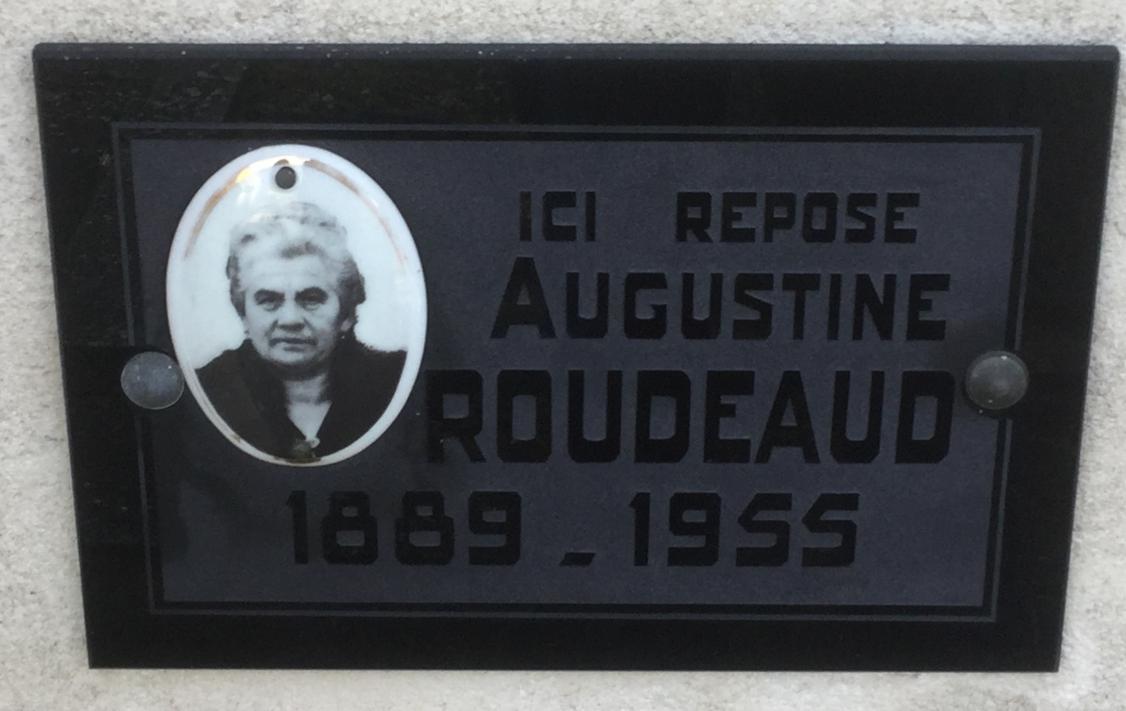 ICI REPOSE
AUGUSTINE
ROUDEAUD
1889 - 1955